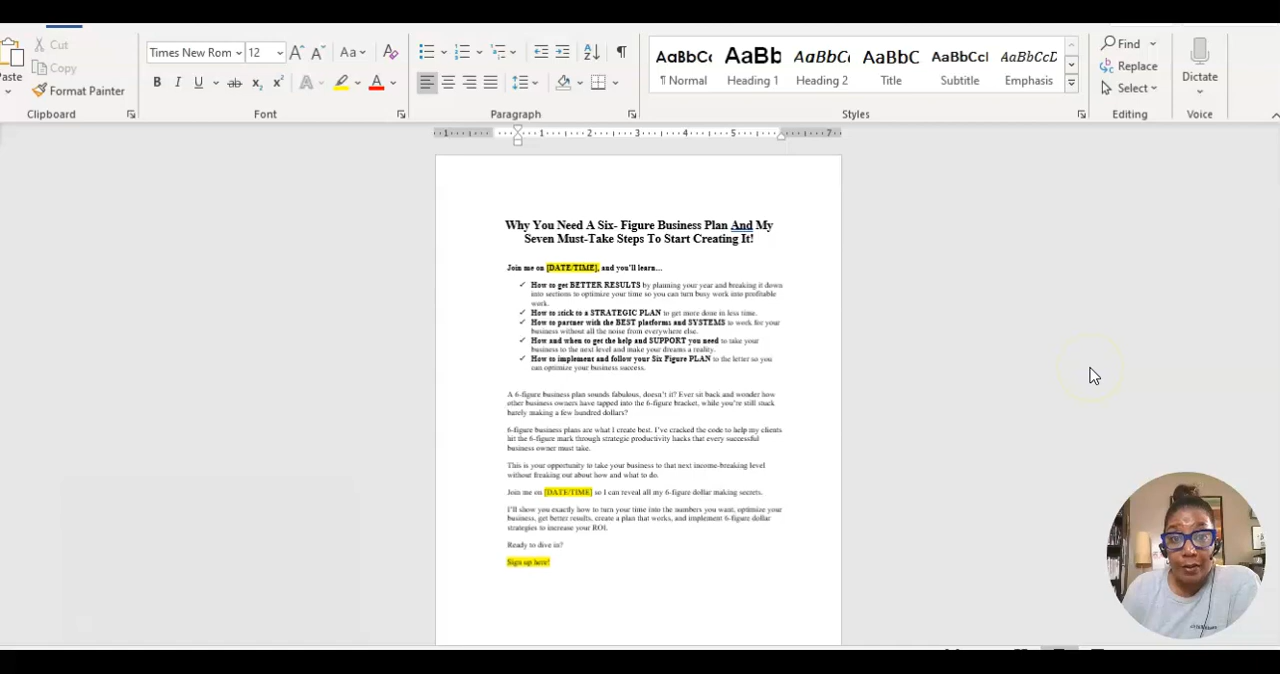 Cut
Copy
Format Painter
Paste
Clipboard
Times New Rom
12
Aa
B I U ab x₂ x² A A
Font
Paragraph
AaBbCc
¶ Normal
AaBb
Heading 1
AaBbCc
Heading 2
AaBbC
Title
AaBbCcI
Subtitle
AaBbCcD
Emphasis
Styles
Find
Replace
Select
Editing
Dictate
Voice
1 1 2 3 4 5 7
Why You Need A Six- Figure Business Plan And My
Seven Must-Take Steps To Start Creating It!
Join me on [DATE/TIME], and you'll learn…
✓ How to get BETTER RESULTS by planning your year and breaking it down
into sections to optimize your time so you can turn busy work into profitable
work.
✓ How to stick to a STRATEGIC PLAN to get more done in less time.
✓ How to partner with the BEST platforms and SYSTEMS to work for your
business without all the noise from everywhere else.
✓ How and when to get the help and SUPPORT you need to take your
business to the next level and make your dreams a reality.
✓ How to implement and follow your Six Figure PLAN to the letter so you
can optimize your business success.
A 6-figure business plan sounds fabulous, doesn't it? Ever sit back and wonder how
other business owners have tapped into the 6-figure bracket, while you're still stuck
barely making a few hundred dollars?
6-figure business plans are what I create best. I've cracked the code to help my clients
hit the 6-figure mark through strategic productivity hacks that every successful
business owner must take.
This is your opportunity to take your business to that next income-breaking level
without freaking out about how and what to do.
Join me on [DATE/TIME] so I can reveal all my 6-figure dollar making secrets.
I'll show you exactly how to turn your time into the numbers you want, optimize your
business, get better results, create a plan that works, and implement 6-figure dollar
strategies to increase your ROI.
Ready to dive in?
Sign up here!